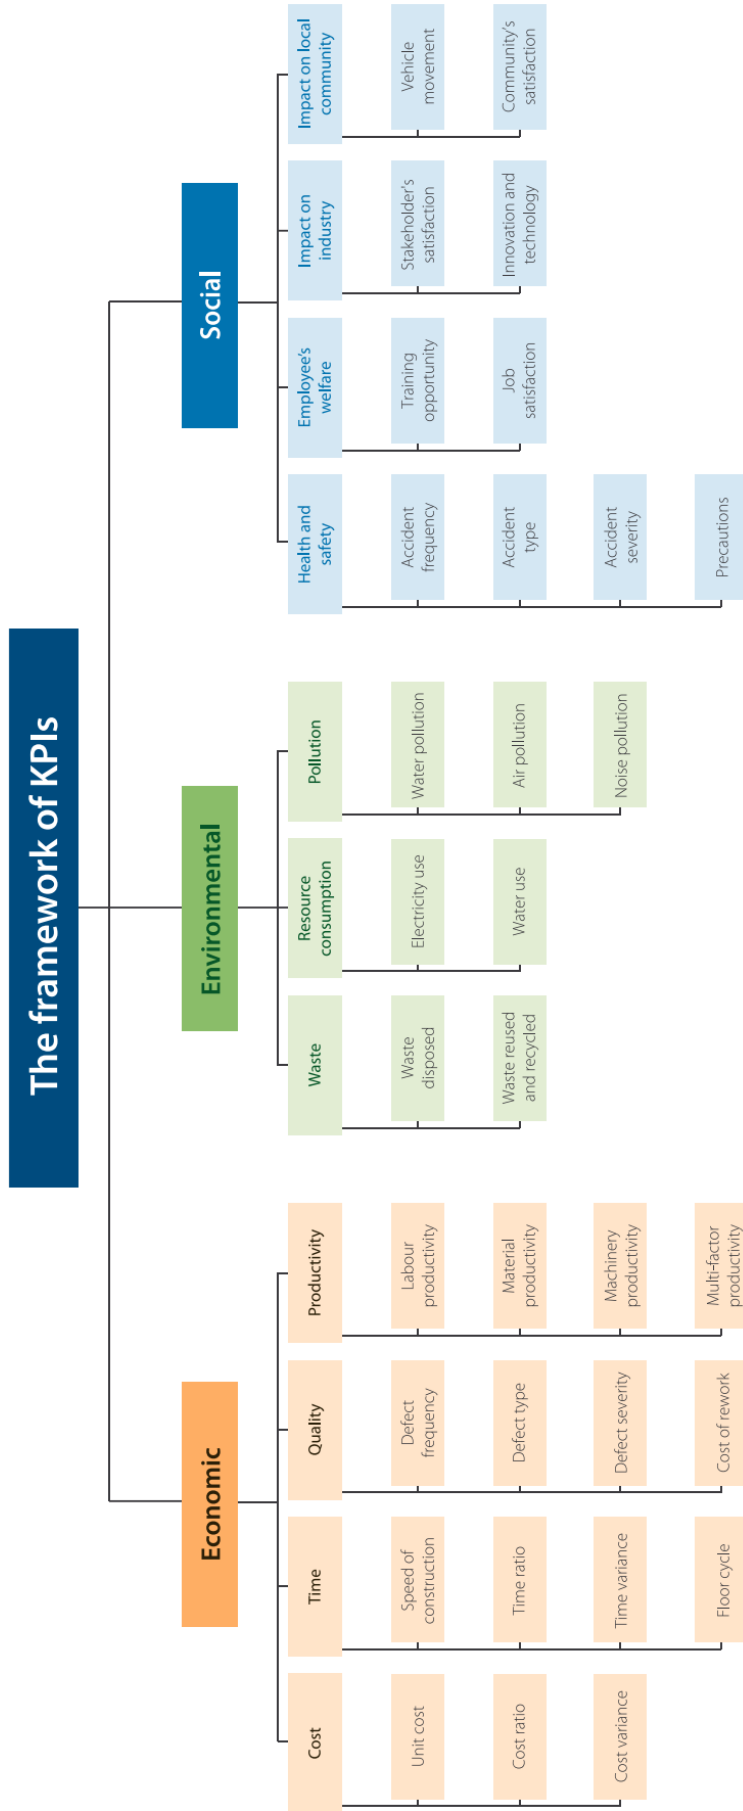 The framework of KPIs
Economic
Cost
Unit cost
Cost ratio
Cost variance
Time
Speed of
construction
Time ratio
Time variance
Floor cycle
Quality
Defect
frequency
Defect type
Defect severity
Cost of rework
Productivity
Labour
productivity
Material
productivity
Machinery
productivity
Multi-factor
productivity
Environmental
Waste
Waste
disposed
Waste reused
and recycled
Resource
consumption
Electricity use
Water use
Pollution
Water pollution
Air pollution
Noise pollution
Social
Health and
safety
Accident
frequency
Accident
type
Accident
severity
Precautions
Employee's
welfare
Training
opportunity
Job
satisfaction
Impact on
industry
Stakeholder's
satisfaction
Innovation and
technology
Impact on local
community
Vehicle
movement
Community's
satisfaction